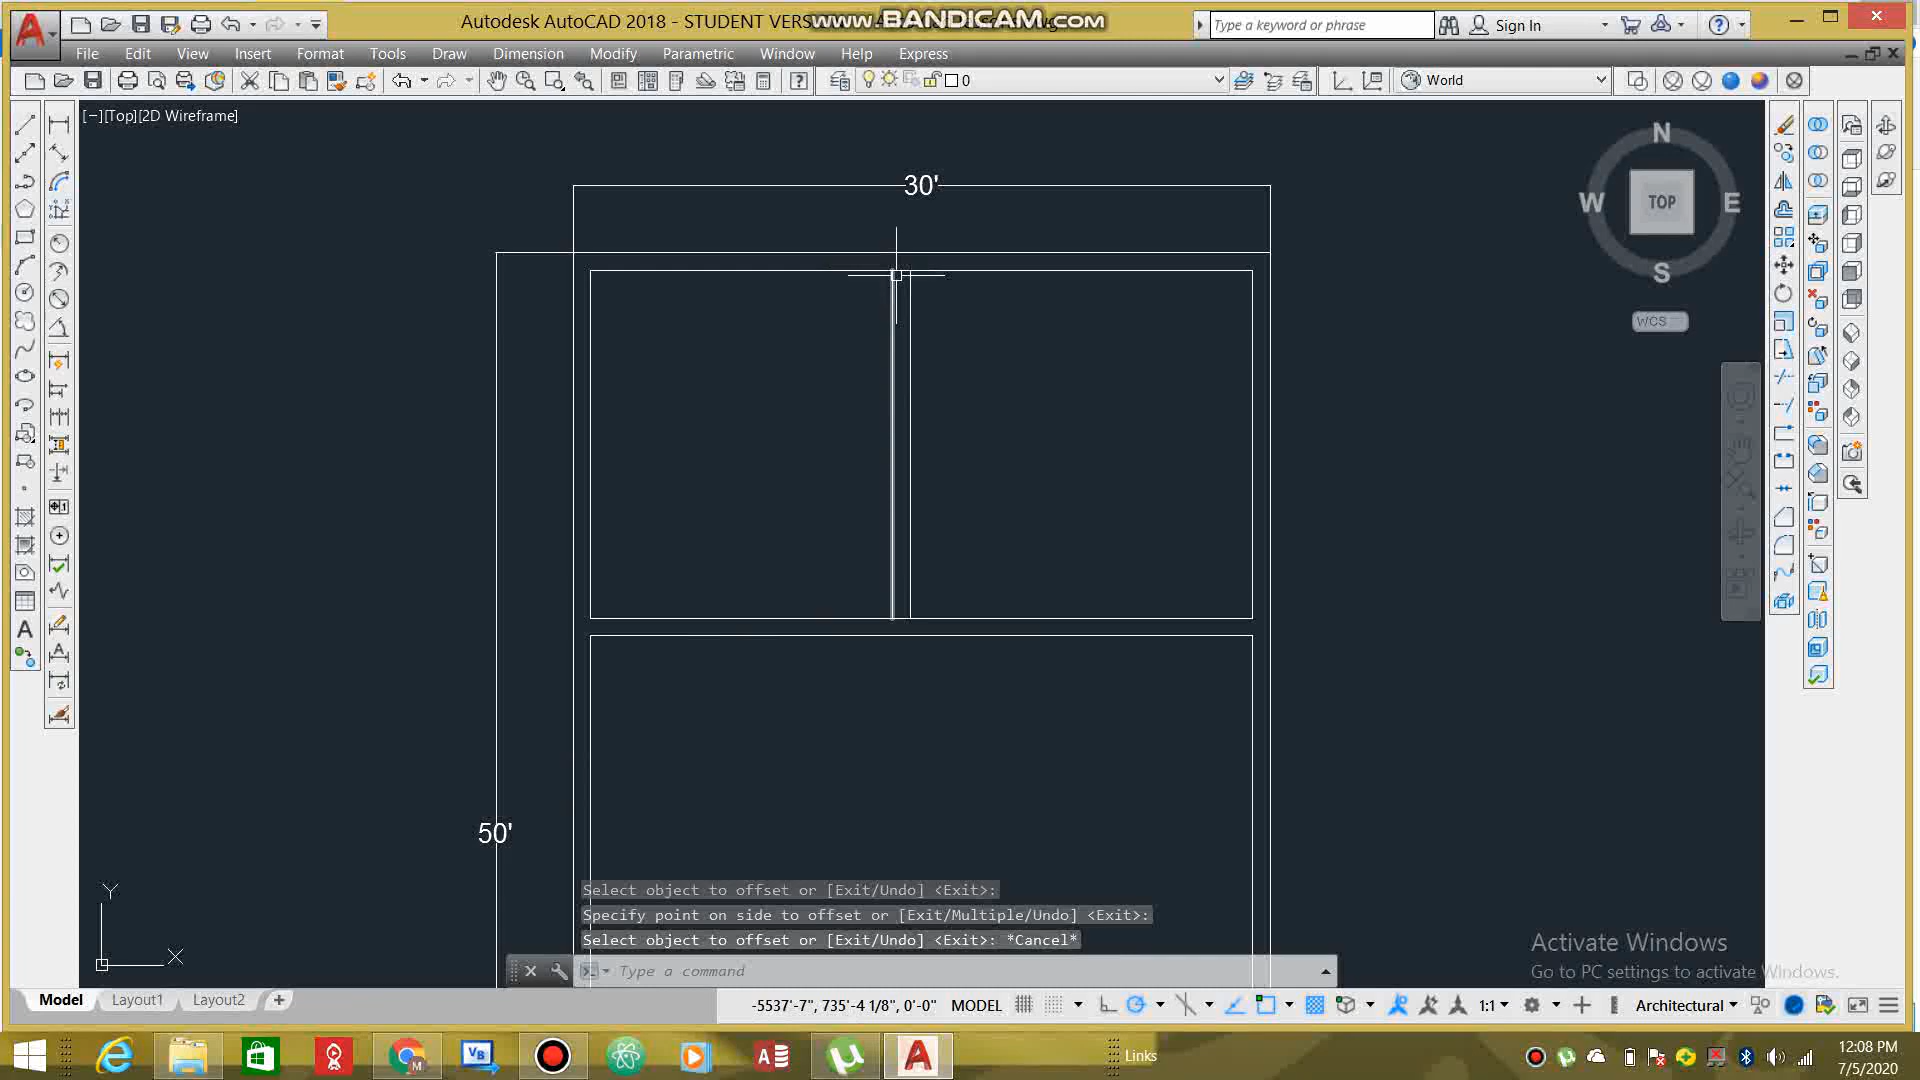 Autodesk AutoCAD 2018 - STUDENT VERS
www.BANDICAM.com
Type a keyword or phrase
Sign In
File Edit View Insert Format Tools Draw Dimension Modify Parametric Window Help Express
0
World
[−][Top][2D Wireframe]
30'
N
W
TOP
E
S
WCS
50'
Y
X
Select object to offset or [Exit/Undo] <Exit>:
Specify point on side to offset or [Exit/Multiple/Undo] <Exit>:
Select object to offset or [Exit/Undo] <Exit>: *Cancel*
Type a command
Activate Windows
Go to PC settings to activate Windows.
Model Layout1 Layout2 +
-5537'-7", 735'-4 1/8", 0'-0" MODEL
1:1
Architectural
Links
12:08 PM
7/5/2020